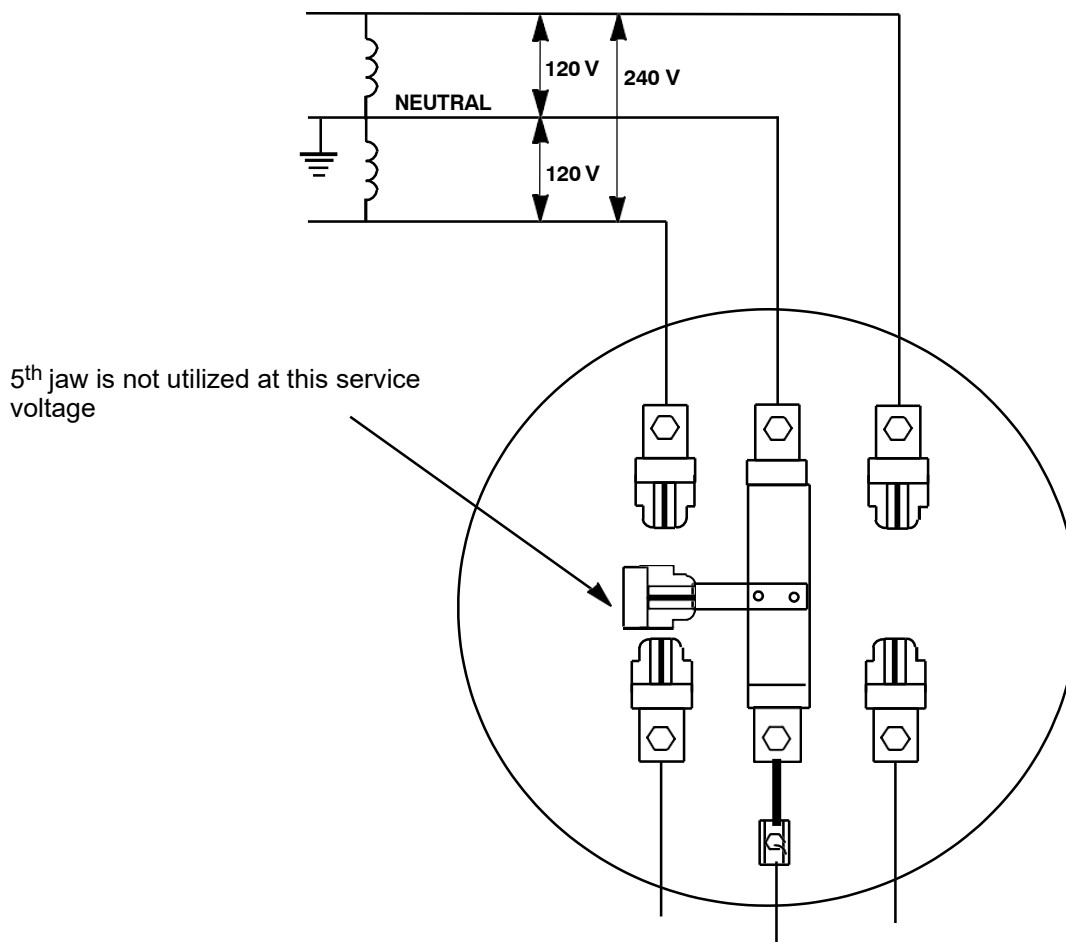 120 V
240 V
NEUTRAL
120 V
5th jaw is not utilized at this service
voltage